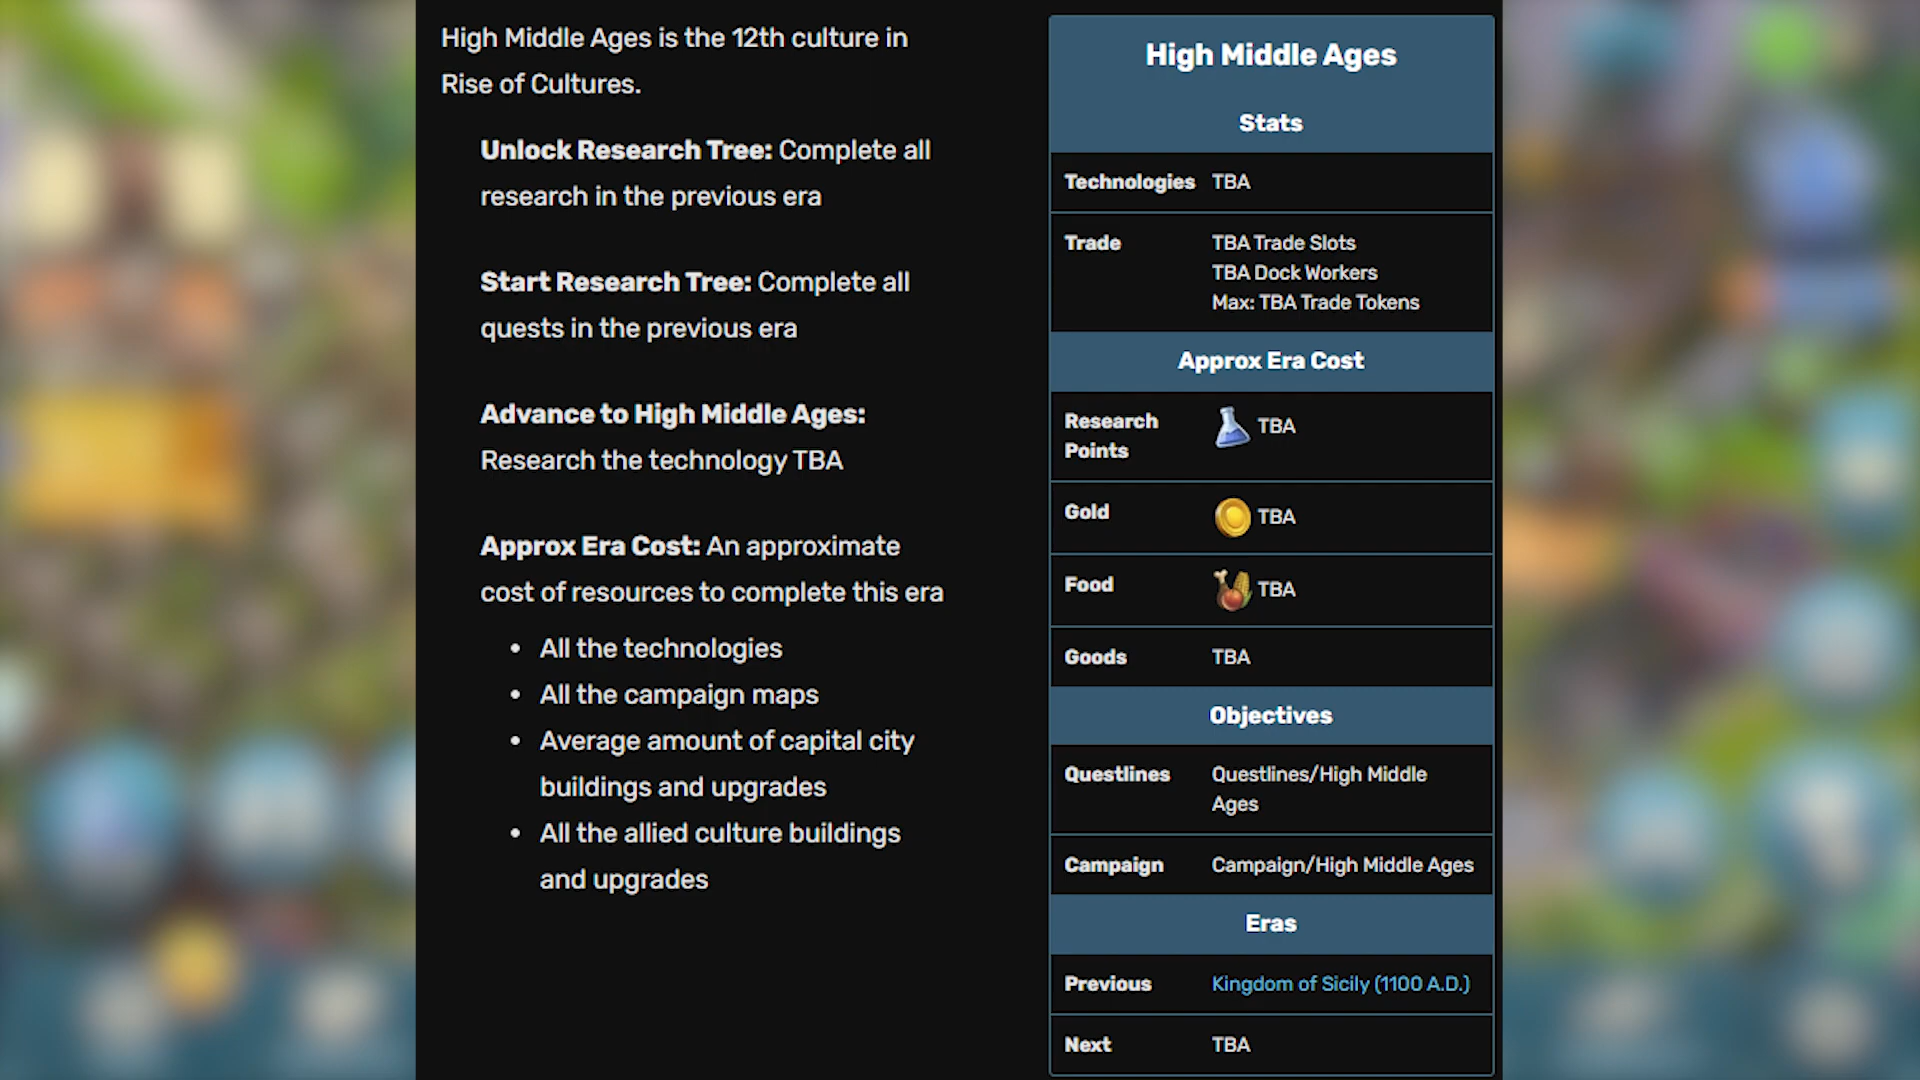 High Middle Ages is the 12th culture in
Rise of Cultures.
Unlock Research Tree: Complete all
research in the previous era
Start Research Tree: Complete all
quests in the previous era
Advance to High Middle Ages:
Research the technology TBA
Approx Era Cost: An approximate
cost of resources to complete this era
• All the technologies
• All the campaign maps
• Average amount of capital city
buildings and upgrades
• All the allied culture buildings
and upgrades
High Middle Ages
Stats
Technologies TBA
Trade TBA Trade Slots
TBA Dock Workers
Max: TBA Trade Tokens
Approx Era Cost
Research
Points TBA
Gold TBA
Food TBA
Goods TBA
Objectives
Questlines Questlines/High Middle
Ages
Campaign Campaign/High Middle Ages
Eras
Previous Kingdom of Sicily (1100 A.D.)
Next TBA